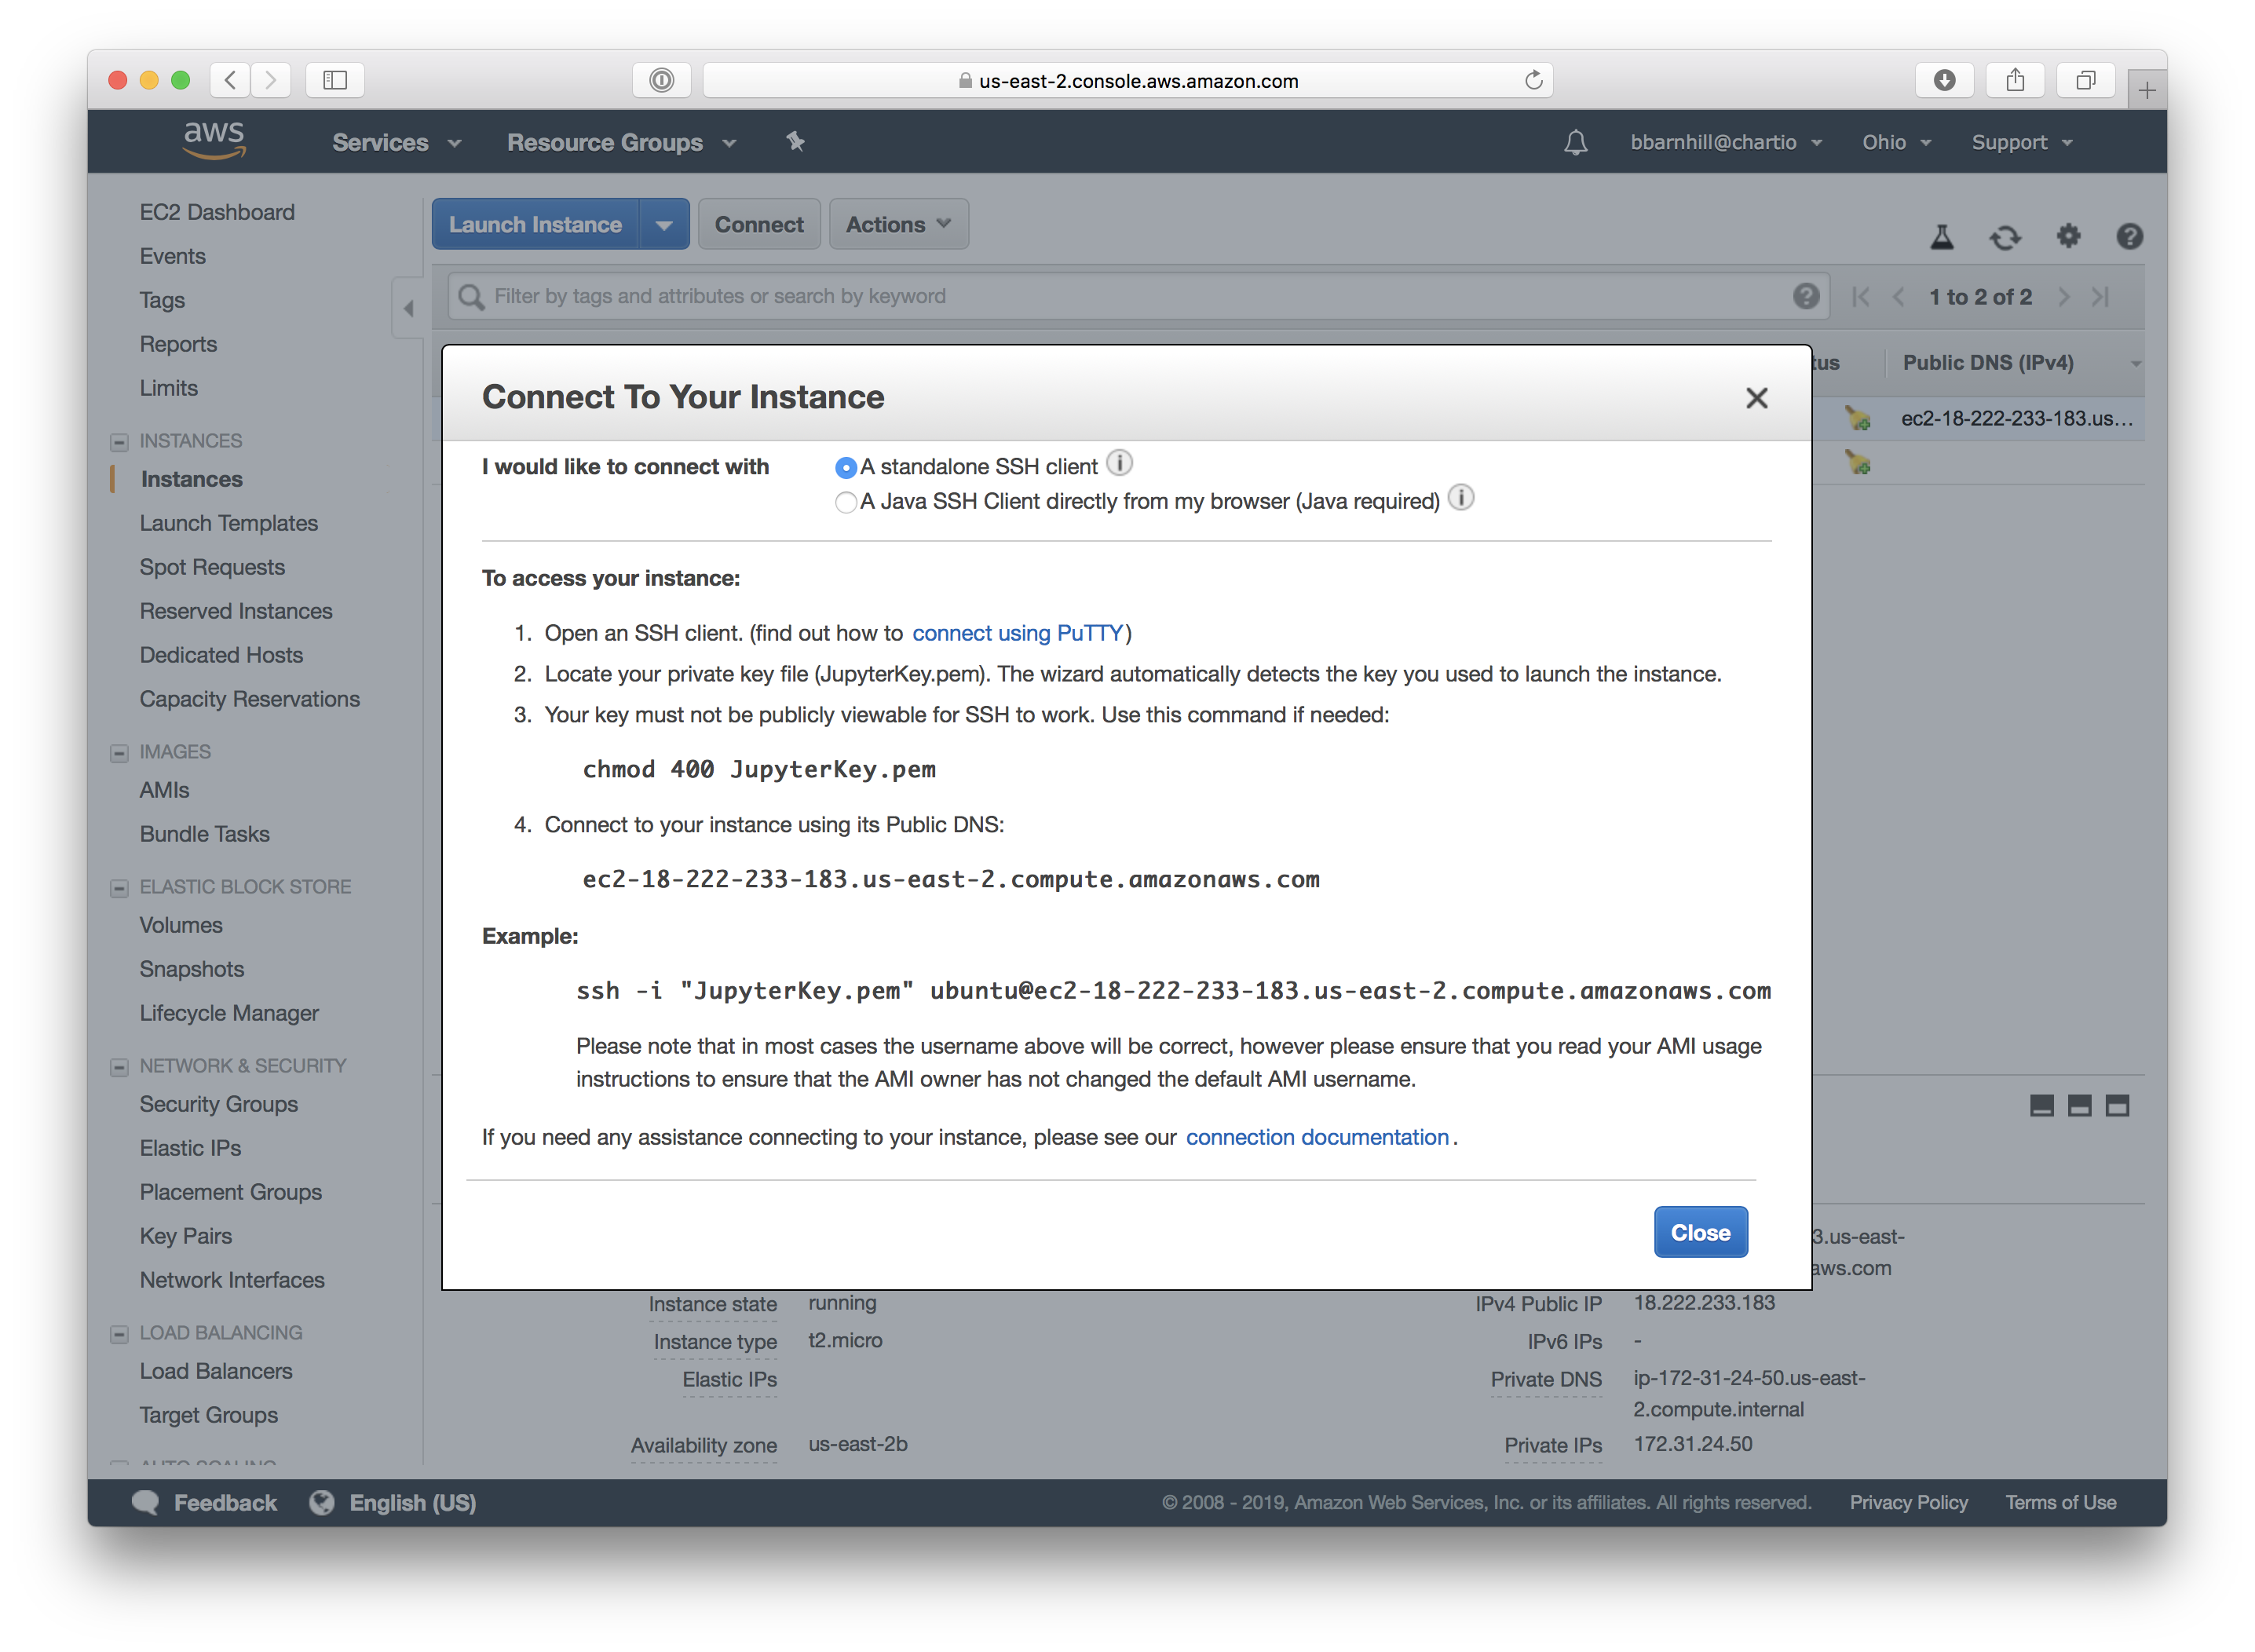 us-east-2.console.aws.amazon.com
aws Services Resource Groups bbarnhill@chartio Ohio Support
EC2 Dashboard
Events
Tags
Reports
Limits
INSTANCES
Instances
Launch Templates
Spot Requests
Reserved Instances
Dedicated Hosts
Capacity Reservations
IMAGES
AMIs
Bundle Tasks
ELASTIC BLOCK STORE
Volumes
Snapshots
Lifecycle Manager
NETWORK & SECURITY
Security Groups
Elastic IPs
Placement Groups
Key Pairs
Network Interfaces
LOAD BALANCING
Load Balancers
Target Groups
AUTO SCALING
Launch Instance Connect Actions
Filter by tags and attributes or search by keyword 1 to 2 of 2
tus Public DNS (IPv4)
ec2-18-222-233-183.us...
Connect To Your Instance
I would like to connect with A standalone SSH client
A Java SSH Client directly from my browser (Java required)
To access your instance:
1. Open an SSH client. (find out how to connect using PuTTY)
2. Locate your private key file (JupyterKey.pem). The wizard automatically detects the key you used to launch the instance.
3. Your key must not be publicly viewable for SSH to work. Use this command if needed:
chmod 400 JupyterKey.pem
4. Connect to your instance using its Public DNS:
ec2-18-222-233-183.us-east-2.compute.amazonaws.com
Example:
ssh -i "JupyterKey.pem" ubuntu@ec2-18-222-233-183.us-east-2.compute.amazonaws.com
Please note that in most cases the username above will be correct, however please ensure that you read your AMI usage
instructions to ensure that the AMI owner has not changed the default AMI username.
If you need any assistance connecting to your instance, please see our connection documentation.
Close
3.us-east-
aws.com
Instance state running IPv4 Public IP 18.222.233.183
Instance type t2.micro IPv6 IPs -
Elastic IPs Private DNS ip-172-31-24-50.us-east-
2.compute.internal
Availability zone us-east-2b Private IPs 172.31.24.50
Feedback English (US) © 2008 - 2019, Amazon Web Services, Inc. or its affiliates. All rights reserved. Privacy Policy Terms of Use